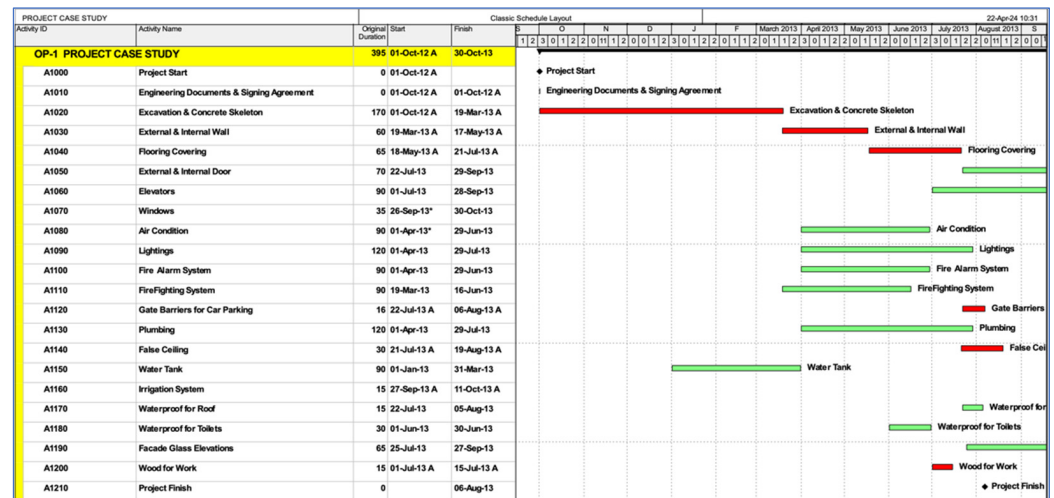 PROJECT CASE STUDY Classic Schedule Layout 22-Apr-24 10:31
Activity ID Activity Name Original Duration Start Finish S O N D J F March 2013 April 2013 May 2013 June 2013 July 2013 August 2013 S
OP-1 PROJECT CASE STUDY 395 01-Oct-12 A 30-Oct-13
A1000 Project Start 0 01-Oct-12 A Project Start
A1010 Engineering Documents & Signing Agreement 0 01-Oct-12 A 01-Oct-12 A Engineering Documents & Signing Agreement
A1020 Excavation & Concrete Skeleton 170 01-Oct-12 A 19-Mar-13 A Excavation & Concrete Skeleton
A1030 External & Internal Wall 60 19-Mar-13 A 17-May-13 A External & Internal Wall
A1040 Flooring Covering 65 18-May-13 A 21-Jul-13 A Flooring Covering
A1050 External & Internal Door 70 22-Jul-13 29-Sep-13
A1060 Elevators 90 01-Jul-13 28-Sep-13
A1070 Windows 35 26-Sep-13* 30-Oct-13
A1080 Air Condition 90 01-Apr-13* 29-Jun-13 Air Condition
A1090 Lightings 120 01-Apr-13 29-Jul-13 Lightings
A1100 Fire Alarm System 90 01-Apr-13 29-Jun-13 Fire Alarm System
A1110 FireFighting System 90 19-Mar-13 16-Jun-13 FireFighting System
A1120 Gate Barriers for Car Parking 16 22-Jul-13 A 06-Aug-13 A Gate Barriers
A1130 Plumbing 120 01-Apr-13 29-Jul-13 Plumbing
A1140 False Ceiling 30 21-Jul-13 A 19-Aug-13 A False Cei
A1150 Water Tank 90 01-Jan-13 31-Mar-13 Water Tank
A1160 Irrigation System 15 27-Sep-13 A 11-Oct-13 A
A1170 Waterproof for Roof 15 22-Jul-13 05-Aug-13 Waterproof for
A1180 Waterproof for Toilets 30 01-Jun-13 30-Jun-13 Waterproof for Toilets
A1190 Facade Glass Elevations 65 25-Jul-13 27-Sep-13
A1200 Wood for Work 15 01-Jul-13 A 15-Jul-13 A Wood for Work
A1210 Project Finish 0 06-Aug-13 Project Finish